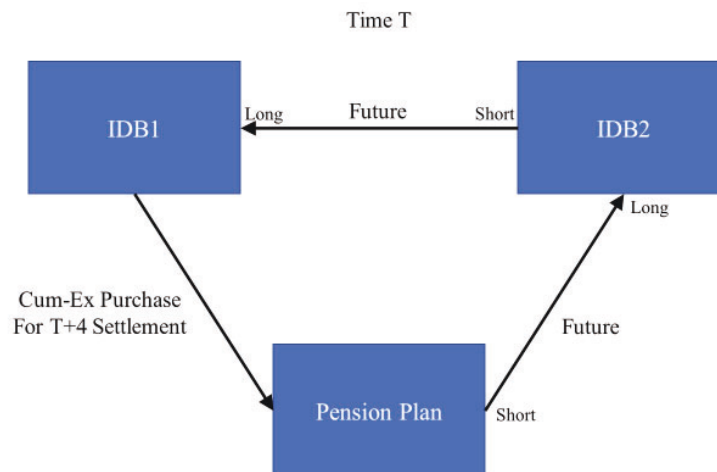 Time T
IDB1
Long
Future
Short
IDB2
Long
Cum-Ex Purchase
For T+4 Settlement
Future
Pension Plan
Short